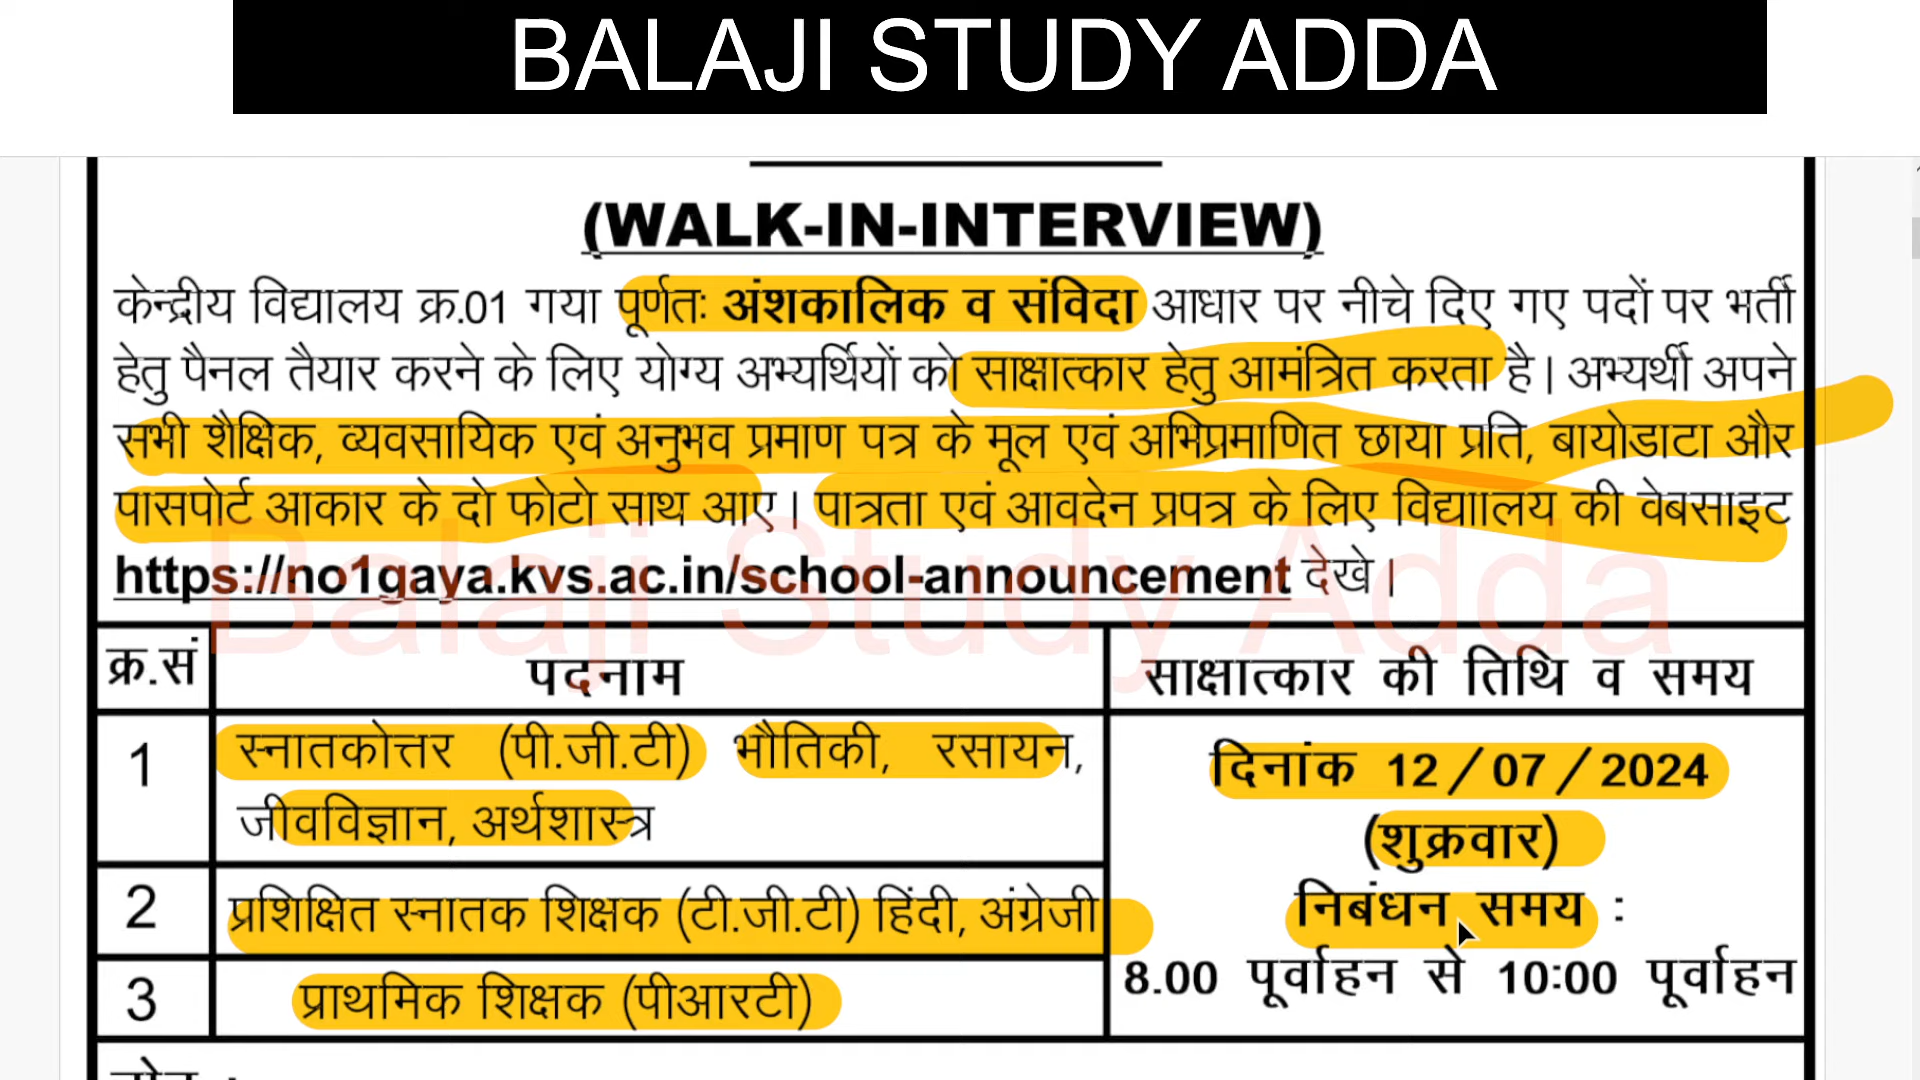 BALAJI STUDY ADDA
(WALK-IN-INTERVIEW)
केन्द्रीय विद्यालय क्र.01 गया पूर्णतः अंशकालिक व संविदा आधार पर नीचे दिए गए पदों पर भर्ती
हेतु पैनल तैयार करने के लिए योग्य अभ्यर्थियों को साक्षात्कार हेतु आमंत्रित करता है। अभ्यर्थी अपने
सभी शैक्षिक, व्यवसायिक एवं अनुभव प्रमाण पत्र के मूल एवं अभिप्रमाणित छाया प्रति, बायोडाटा और
पासपोर्ट आकार के दो फोटो साथ आए। पात्रता एवं आवदेन प्रपत्र के लिए विद्याालय की वेबसाइट
https://no1gaya.kvs.ac.in/school-announcement देखे।
Balaji Study Adda
क्र.सं पदनाम साक्षात्कार की तिथि व समय
1 स्नातकोत्तर (पी.जी.टी) भौतिकी, रसायन,
जीवविज्ञान, अर्थशास्त्र
2 प्रशिक्षित स्नातक शिक्षक (टी.जी.टी) हिंदी, अंग्रेजी
3 प्राथमिक शिक्षक (पीआरटी)
दिनांक 12/07/2024
(शुक्रवार)
निबंधन समय :
8.00 पूर्वाहन से 10:00 पूर्वाहन